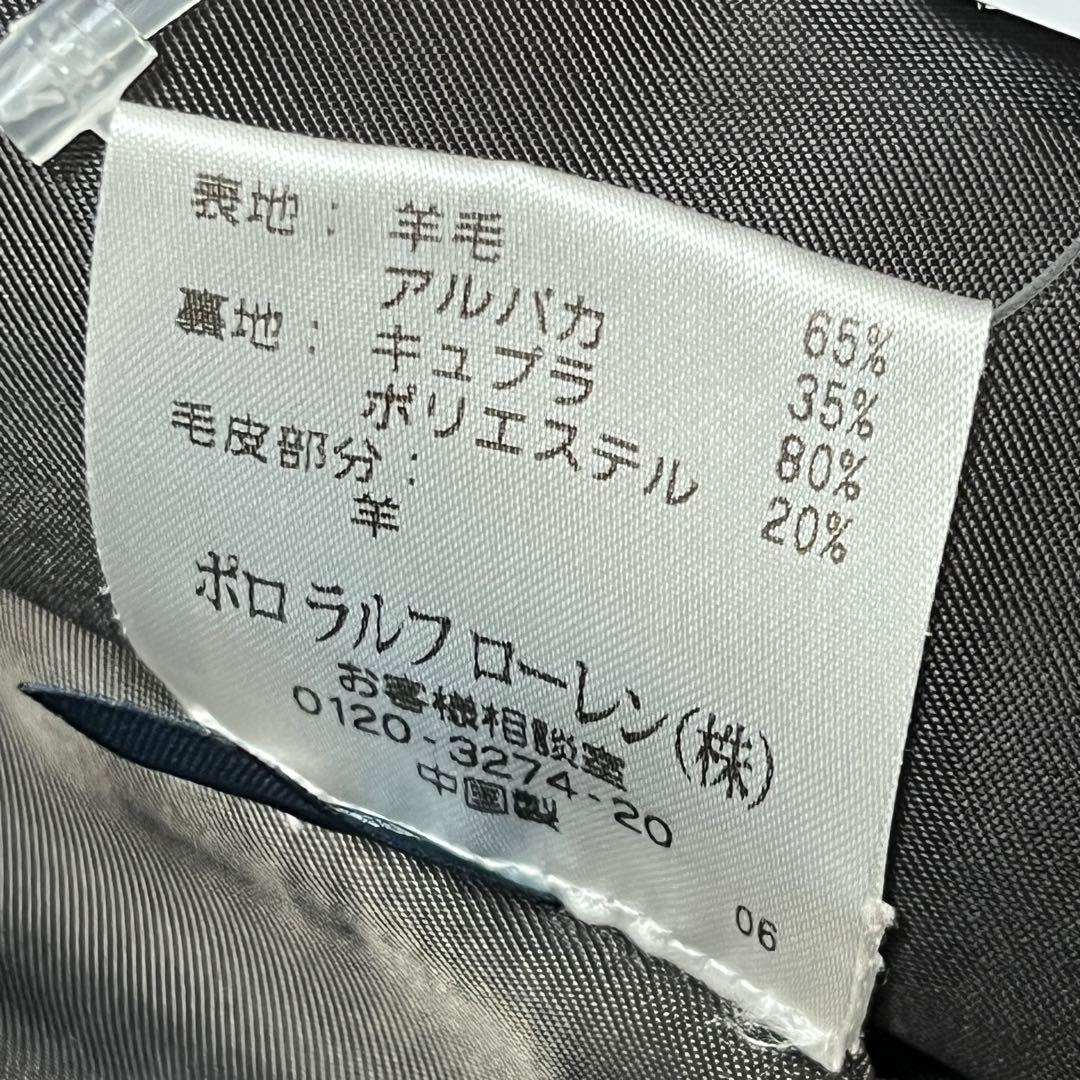 表地： 羊毛 65%
アルパカ 35%
裏地： キュプラ 80%
ポリエステル 20%
毛皮部分：
羊
ポロ ラルフ ローレン(株)
お客様相談室
0120-3274-20
中国製
06